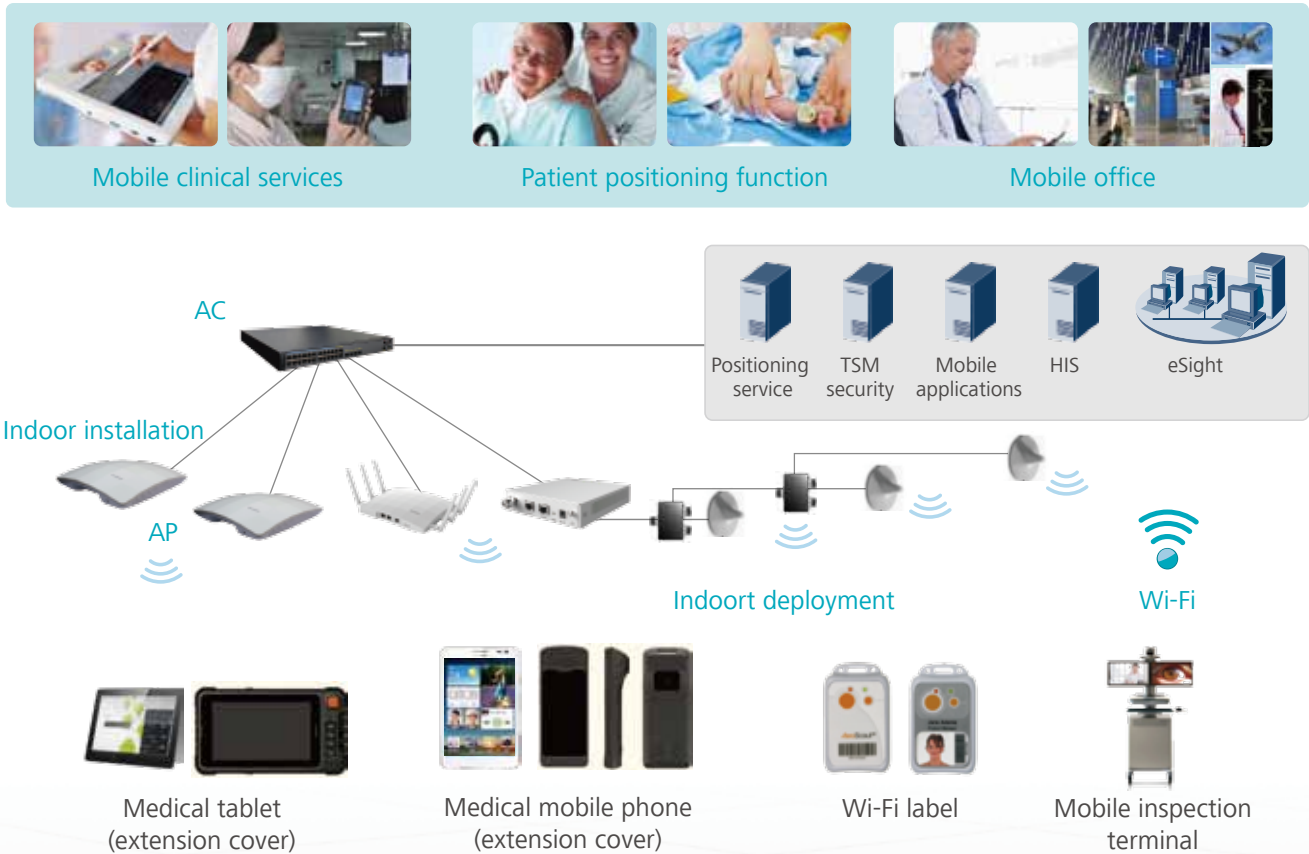 Mobile clinical services
Patient positioning function
Mobile office
AC
Positioning
service
TSM
security
Mobile
applications
HIS
eSight
Indoor installation
AP
Indoort deployment
Wi-Fi
Medical tablet
(extension cover)
Medical mobile phone
(extension cover)
Wi-Fi label
Mobile inspection
terminal